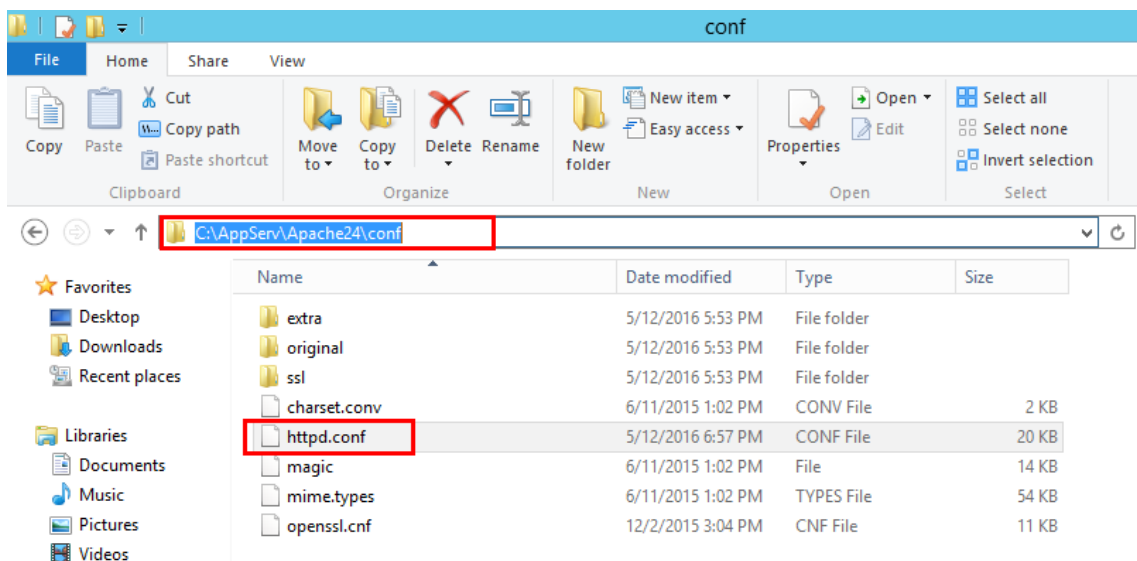 conf
File Home Share View
Copy
Paste
Cut
Copy path
Paste shortcut
Clipboard
Move to
Copy to
Delete
Rename
Organize
New folder
New item
Easy access
New
Properties
Open
Edit
Open
Select all
Select none
Invert selection
Select
C:\AppServ\Apache24\conf
Favorites
Desktop
Downloads
Recent places
Libraries
Documents
Music
Pictures
Videos
Name Date modified Type Size
extra 5/12/2016 5:53 PM File folder
original 5/12/2016 5:53 PM File folder
ssl 5/12/2016 5:53 PM File folder
charset.conv 6/11/2015 1:02 PM CONV File 2 KB
httpd.conf 5/12/2016 6:57 PM CONF File 20 KB
magic 6/11/2015 1:02 PM File 14 KB
mime.types 6/11/2015 1:02 PM TYPES File 54 KB
openssl.cnf 12/2/2015 3:04 PM CNF File 11 KB